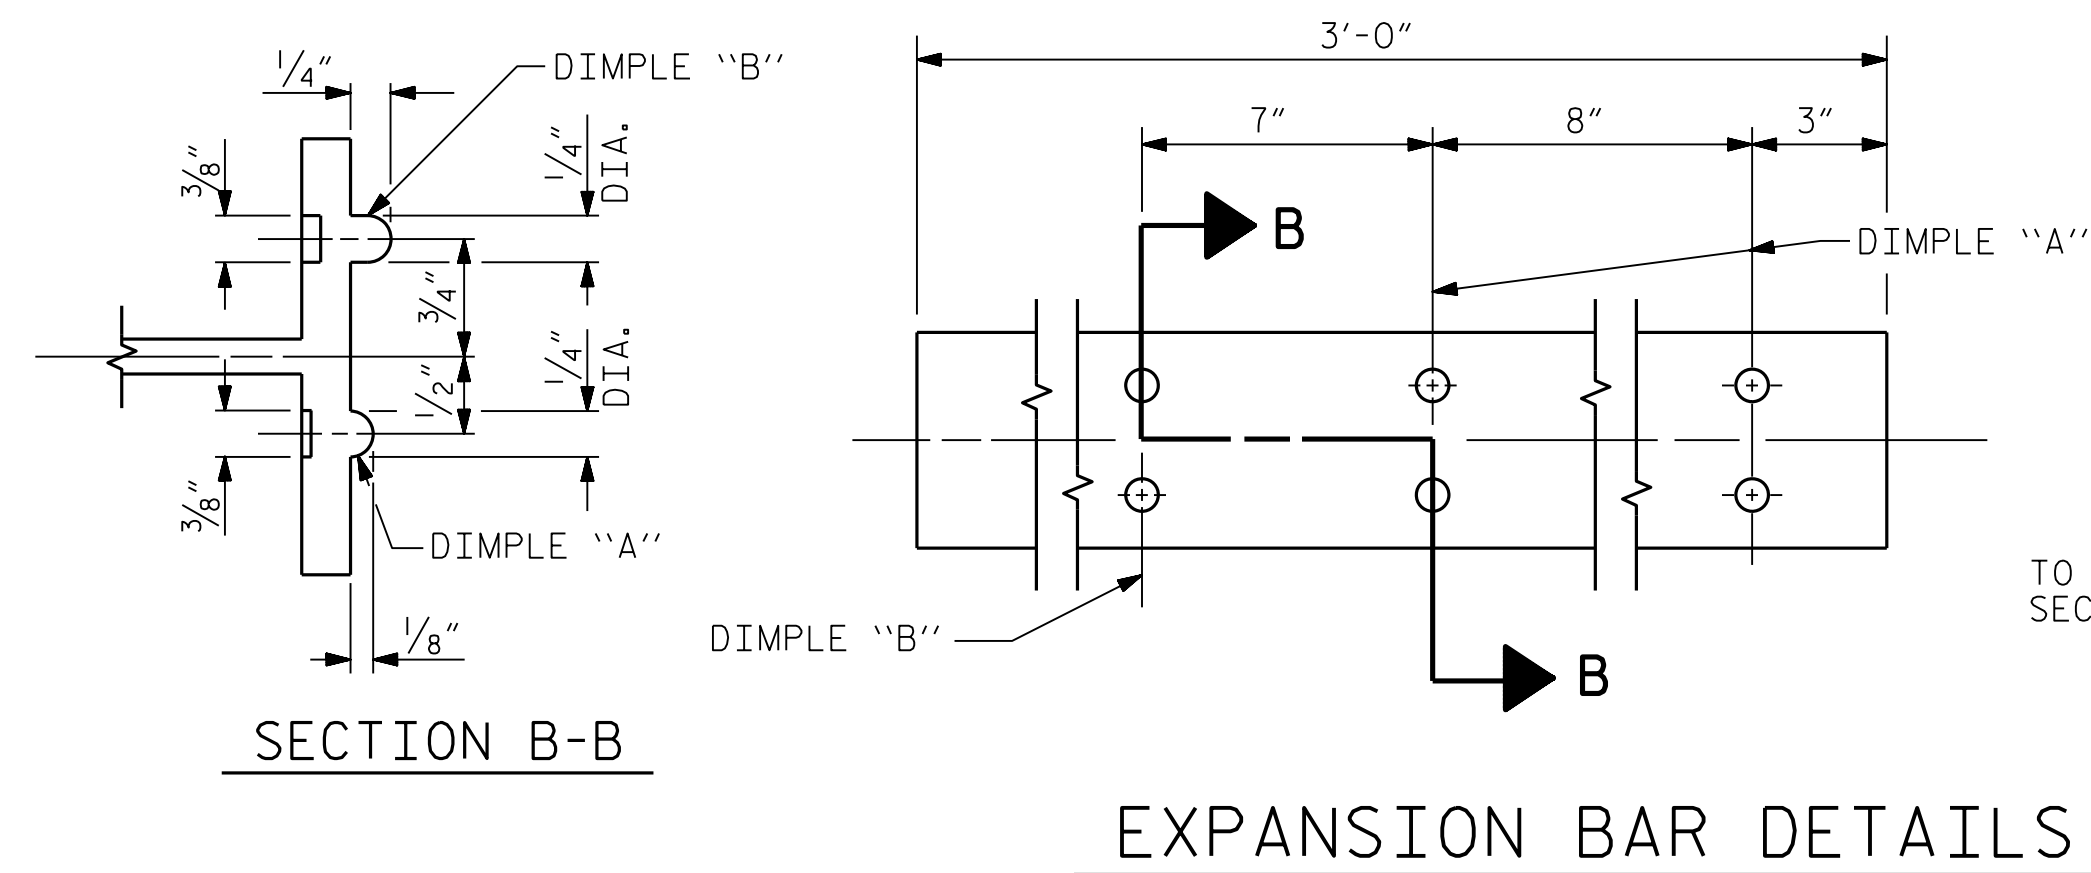 3'-0"
1/4"
DIMPLE "B"
7"
8"
3"
3/8"
1/4"
DIA.
B
DIMPLE "A"
3/4"
1/4"
DIA.
1/2"
3/8"
DIMPLE "A"
TO
SEC
DIMPLE "B"
1/8"
B
SECTION B-B
EXPANSION BAR DETAILS